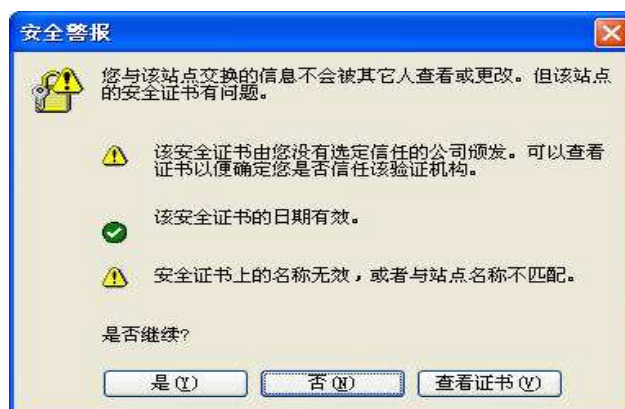 安全警报
您与该站点交换的信息不会被其它人查看或更改。但该站点
的安全证书有问题。
该安全证书由您没有选定信任的公司颁发。可以查看
证书以便确定您是否信任该验证机构。
该安全证书的日期有效。
安全证书上的名称无效，或者与站点名称不匹配。
是否继续?
是(Y) 否(N) 查看证书(V)